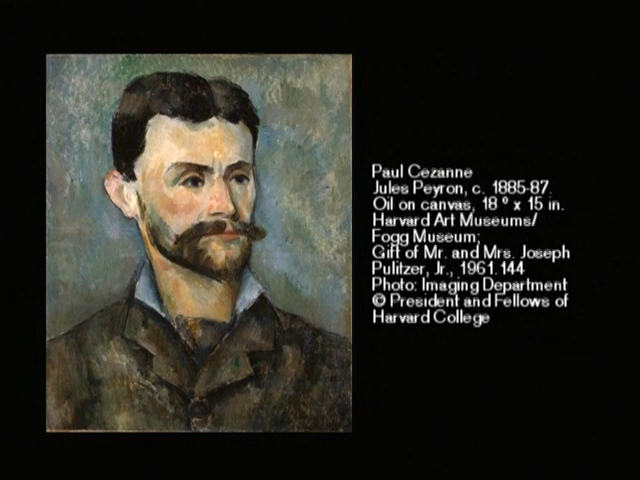 Paul Cezanne
Jules Peyron, c. 1885-87.
Oil on canvas, 18 º x 15 in.
Harvard Art Museums/
Fogg Museum;
Gift of Mr. and Mrs. Joseph
Pulitzer, Jr., 1961.144
Photo: Imaging Department
© President and Fellows of
Harvard College